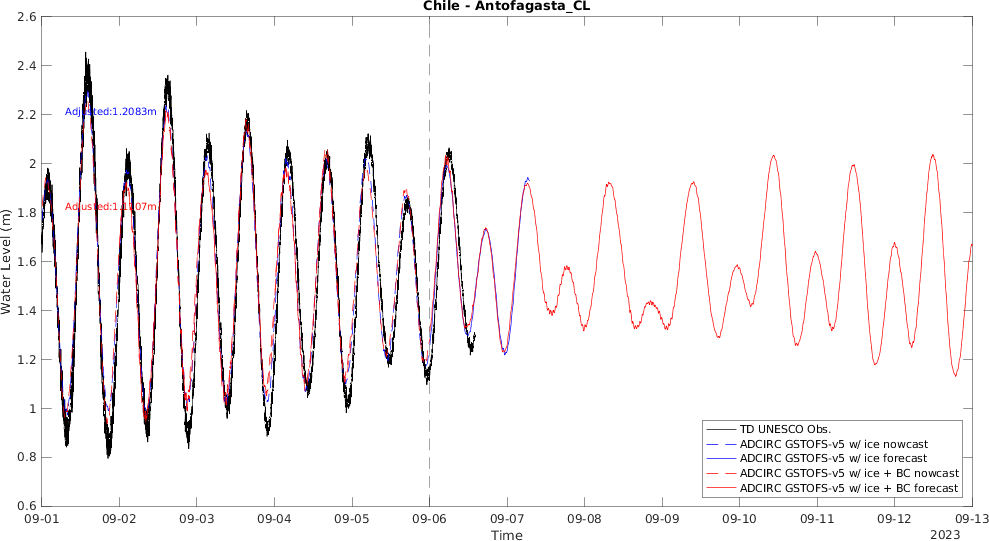 Chile - Antofagasta_CL
2.6
2.4
2.2
2
1.8
1.6
1.4
1.2
1
0.8
0.6
Water Level (m)
Adjusted:1.2083m
TD UNESCO Obs.
ADCIRC GSTOFS-v5 w/ ice nowcast
ADCIRC GSTOFS-v5 w/ ice forecast
ADCIRC GSTOFS-v5 w/ ice + BC nowcast
ADCIRC GSTOFS-v5 w/ ice + BC forecast
09-01 09-02 09-03 09-04 09-05 09-06 09-07 09-08 09-09 09-10 09-11 09-12 09-13
Time
2023